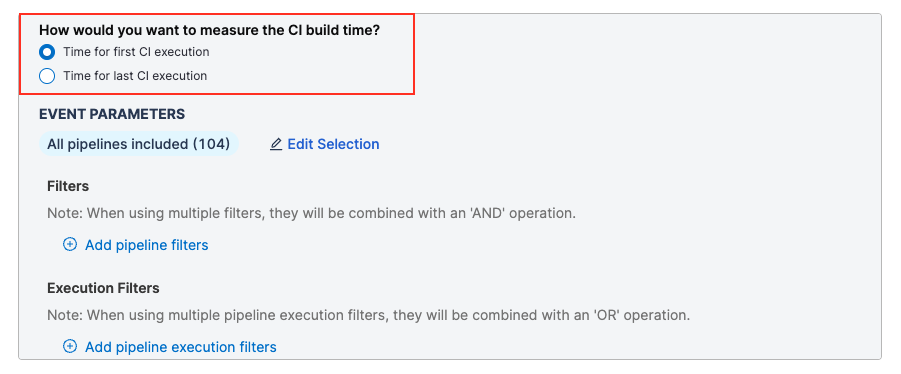 How would you want to measure the CI build time?
Time for first CI execution
Time for last CI execution
EVENT PARAMETERS
All pipelines included (104)
Edit Selection
Filters
Note: When using multiple filters, they will be combined with an 'AND' operation.
Add pipeline filters
Execution Filters
Note: When using multiple pipeline execution filters, they will be combined with an 'OR' operation.
Add pipeline execution filters